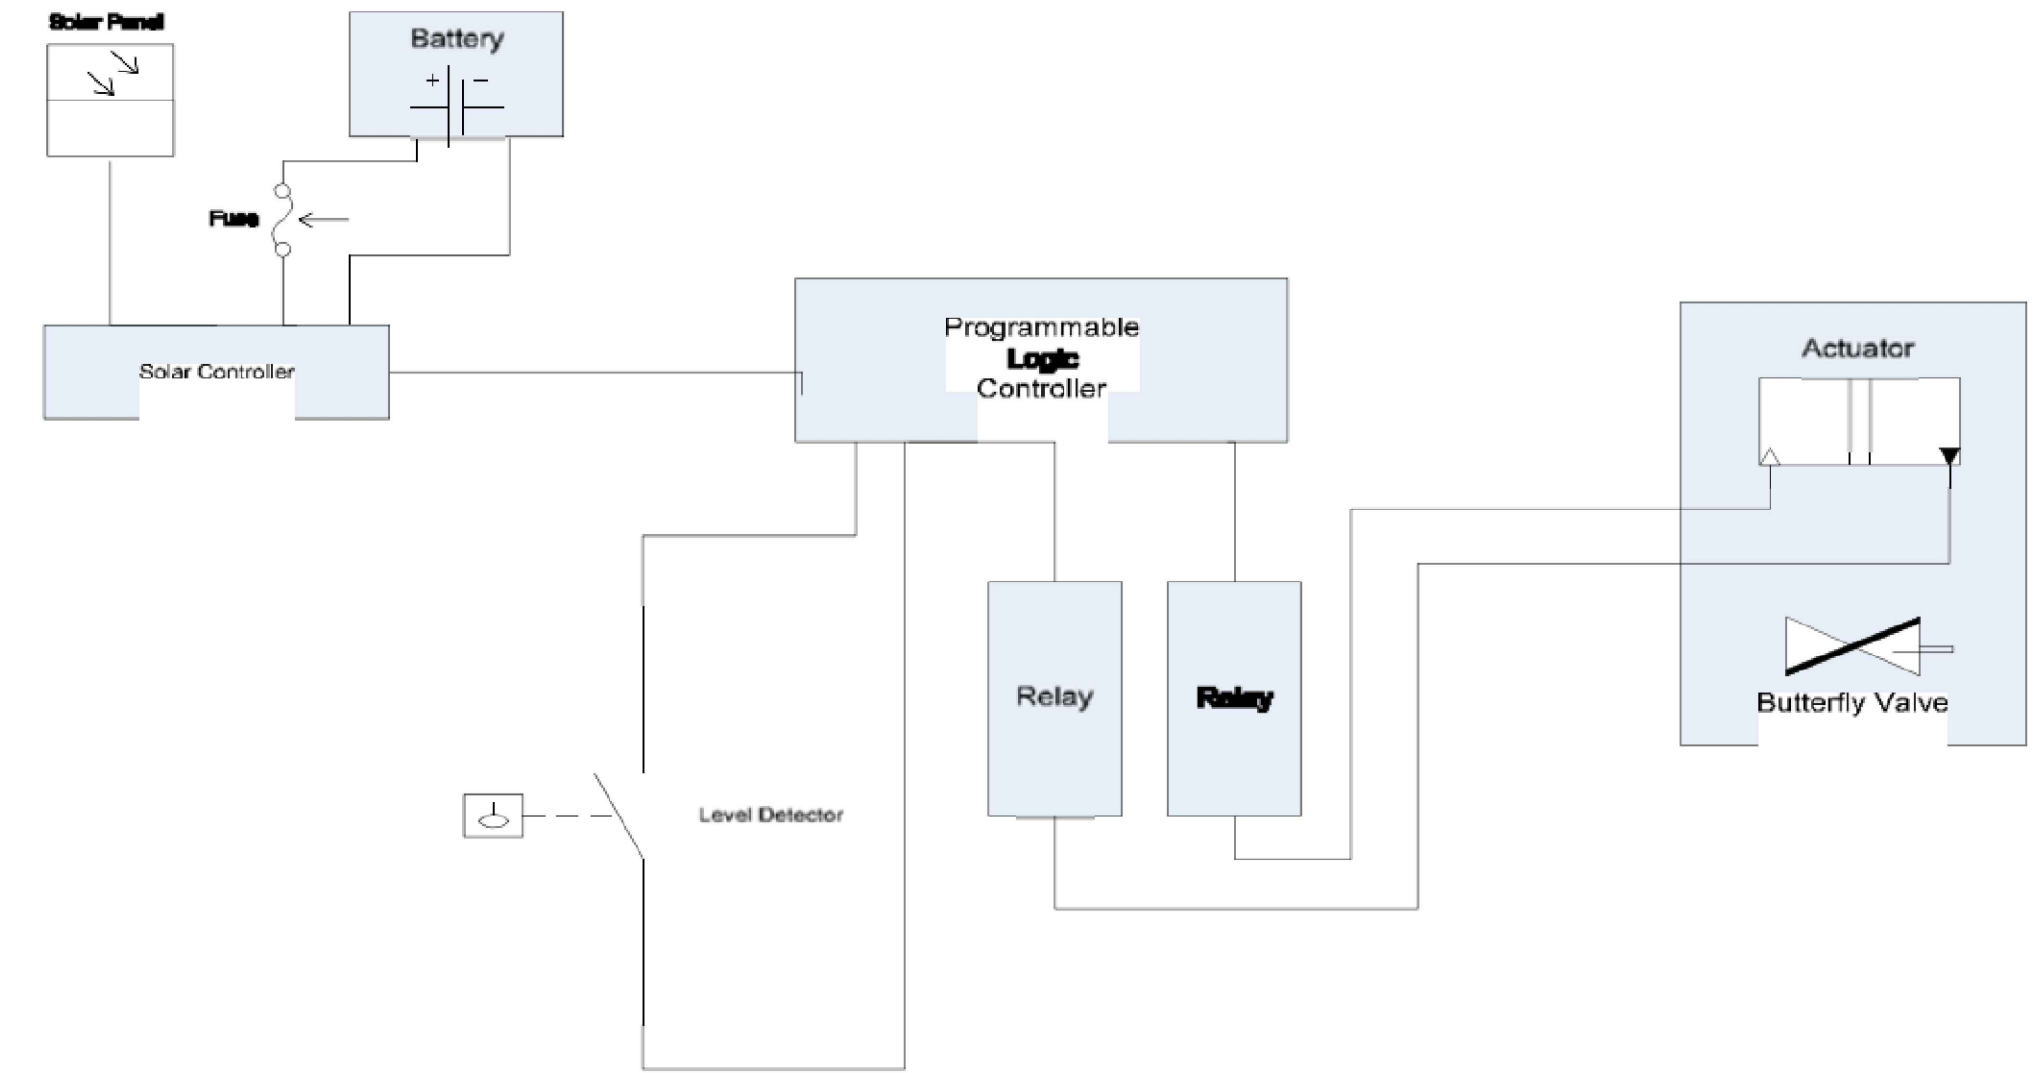 Solar Panel
Battery
+ −
Fuse
Programmable
Logic
Controller
Solar Controller
Actuator
Relay
Relay
Butterfly Valve
Level Detector